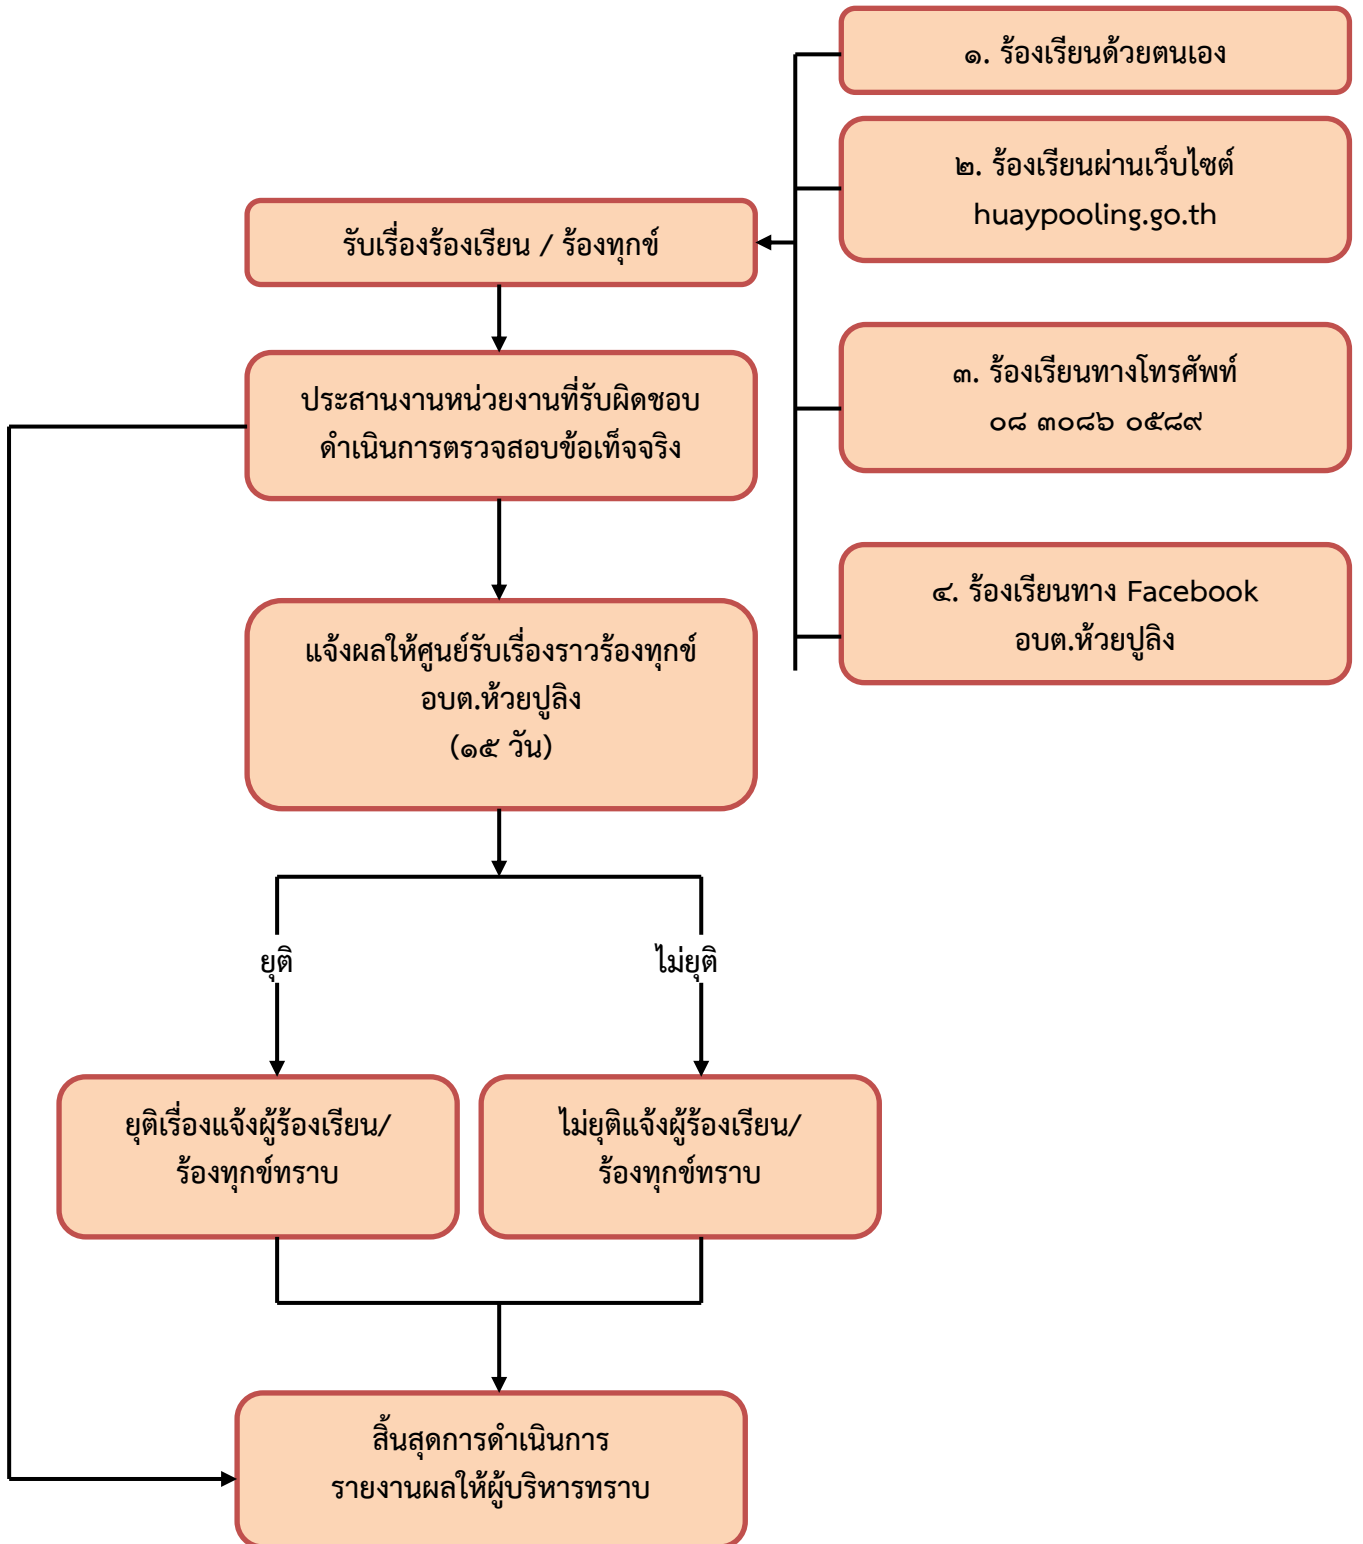 ๑. ร้องเรียนด้วยตนเอง
๒. ร้องเรียนผ่านเว็บไซต์
huaypooling.go.th
๓. ร้องเรียนทางโทรศัพท์
๐๘ ๓๐๘๖ ๐๕๘๙
๔. ร้องเรียนทาง Facebook
อบต.ห้วยปูลิง
รับเรื่องร้องเรียน / ร้องทุกข์
ประสานงานหน่วยงานที่รับผิดชอบ
ดำเนินการตรวจสอบข้อเท็จจริง
แจ้งผลให้ศูนย์รับเรื่องราวร้องทุกข์
อบต.ห้วยปูลิง
(๑๕ วัน)
ยุติ
ไม่ยุติ
ยุติเรื่องแจ้งผู้ร้องเรียน/
ร้องทุกข์ทราบ
ไม่ยุติแจ้งผู้ร้องเรียน/
ร้องทุกข์ทราบ
สิ้นสุดการดำเนินการ
รายงานผลให้ผู้บริหารทราบ